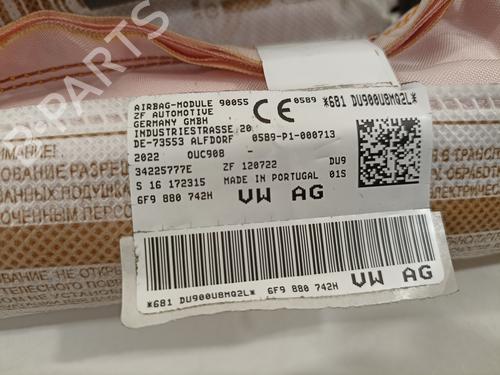 AIRBAG-MODULE 90055
ZF AUTOMOTIVE
GERMANY GMBH
INDUSTRIESTRASSE 20
DE-73553 ALFDORF 0589-P1-000713
2022 0UC90B -
34225777E ZF 120722 DU9
S 16 172315 MADE IN PORTUGAL 01S
6F9 880 742H VW AG
CE 0589 *681 DU900U8MQ2L*
*681 DU900U8MQ2L* 6F9 880 742H VW AG
B PARTS